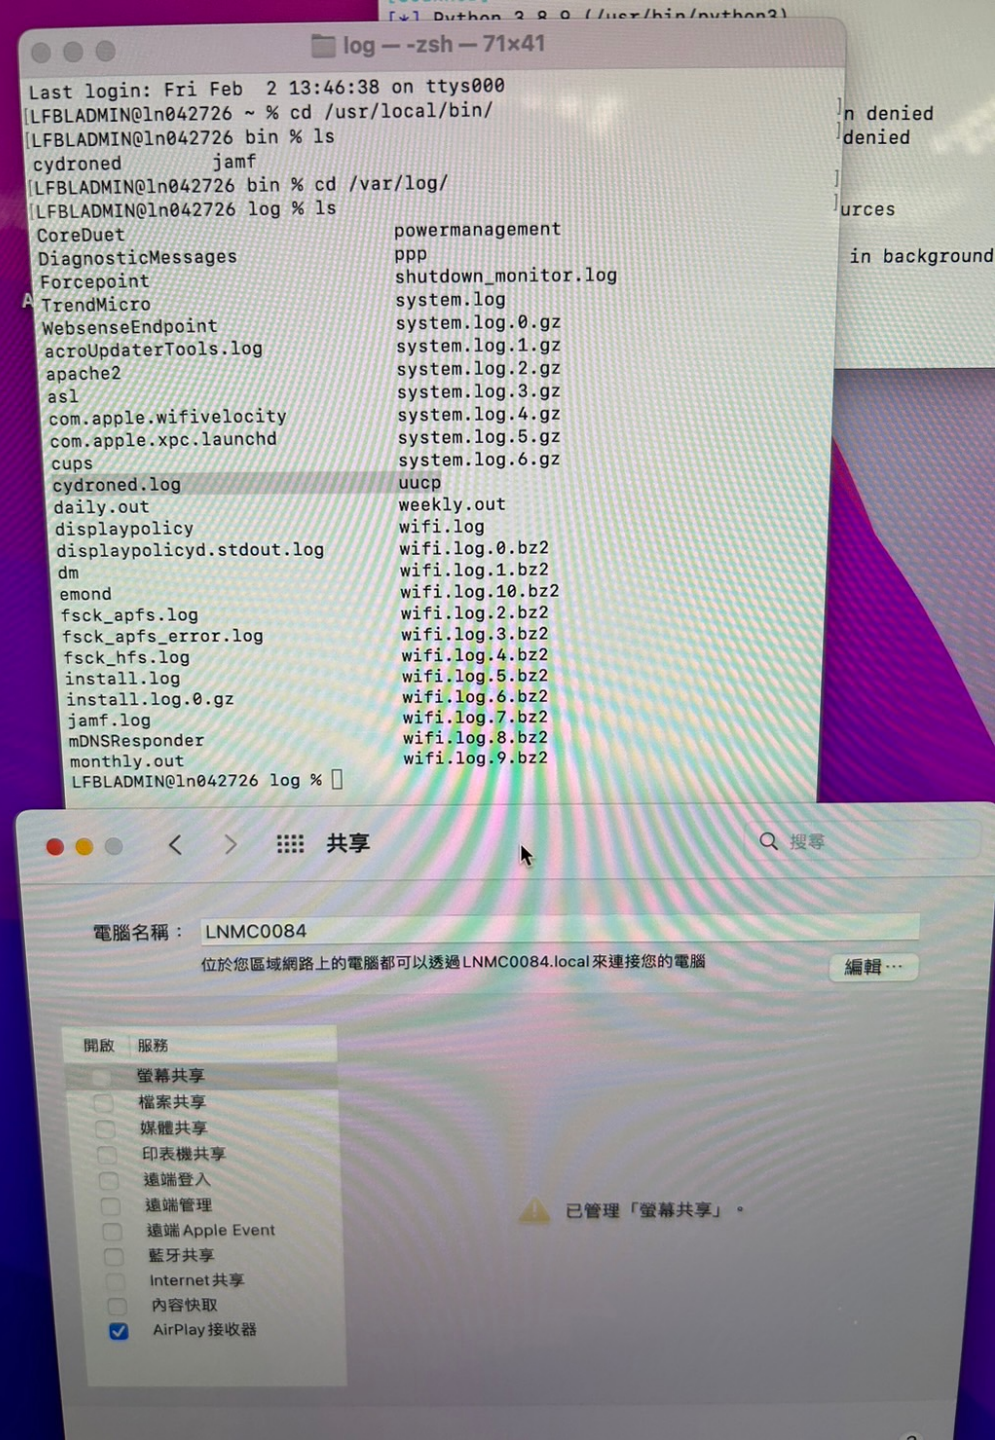 [*] Python 3.8.9 (/usr/bin/python3)
log — -zsh — 71×41
Last login: Fri Feb  2 13:46:38 on ttys000
[LFBLADMIN@ln042726 ~ % cd /usr/local/bin/ ]
n denied
[LFBLADMIN@ln042726 bin % ls ]
denied
cydroned jamf
[LFBLADMIN@ln042726 bin % cd /var/log/ ]
[LFBLADMIN@ln042726 log % ls ]
urces
CoreDuet powermanagement
DiagnosticMessages ppp
in background
Forcepoint shutdown_monitor.log
A
TrendMicro system.log
WebsenseEndpoint system.log.0.gz
acroUpdaterTools.log system.log.1.gz
apache2 system.log.2.gz
asl system.log.3.gz
com.apple.wifivelocity system.log.4.gz
com.apple.xpc.launchd system.log.5.gz
cups system.log.6.gz
cydroned.log uucp
daily.out weekly.out
displaypolicy wifi.log
displaypolicyd.stdout.log wifi.log.0.bz2
dm wifi.log.1.bz2
emond wifi.log.10.bz2
fsck_apfs.log wifi.log.2.bz2
fsck_apfs_error.log wifi.log.3.bz2
fsck_hfs.log wifi.log.4.bz2
install.log wifi.log.5.bz2
install.log.0.gz wifi.log.6.bz2
jamf.log wifi.log.7.bz2
mDNSResponder wifi.log.8.bz2
monthly.out wifi.log.9.bz2
LFBLADMIN@ln042726 log %
共享
搜尋
電腦名稱： LNMC0084
位於您區域網路上的電腦都可以透過LNMC0084.local來連接您的電腦
編輯⋯
開啟 服務
螢幕共享
檔案共享
媒體共享
印表機共享
遠端登入
遠端管理
遠端 Apple Event
藍牙共享
Internet 共享
內容快取
AirPlay 接收器
已管理「螢幕共享」。